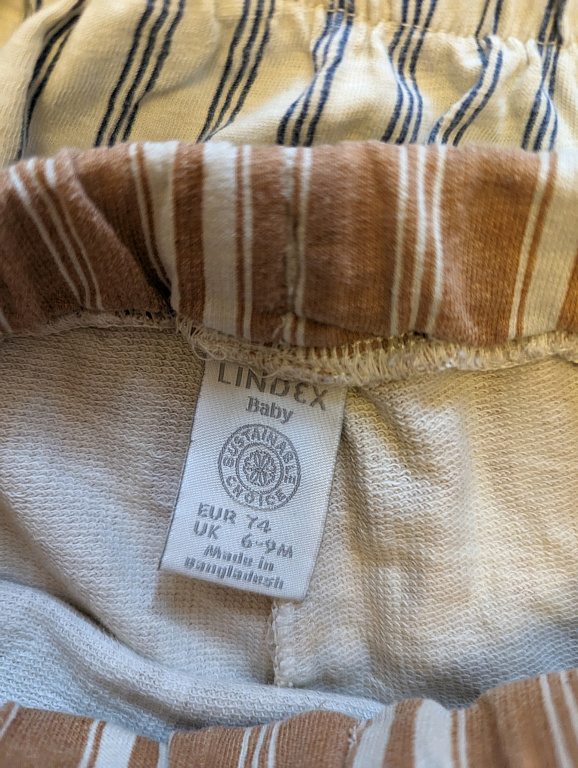 LINDEX
Baby
SUSTAINABLE
CHOICE
EUR 74
UK 6-9M
Made in
Bangladesh